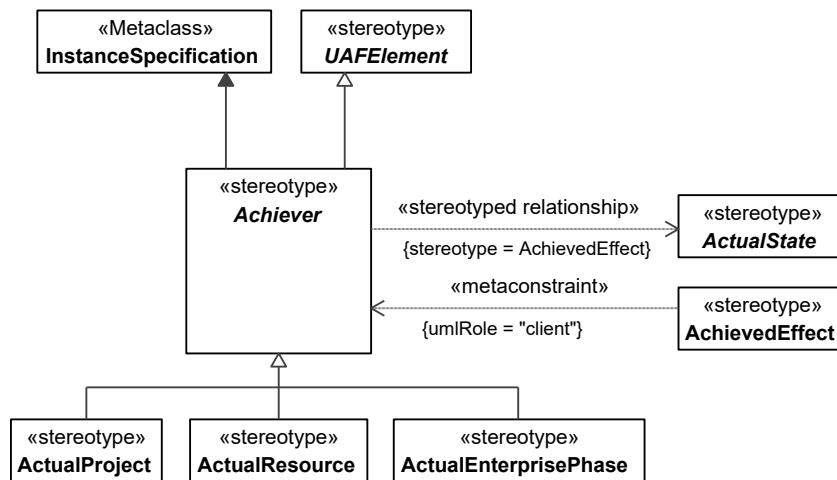 «Metaclass»
InstanceSpecification
«stereotype»
UAFElement
«stereotype»
Achiever
«stereotyped relationship»
{stereotype = AchievedEffect}
«stereotype»
ActualState
«metaconstraint»
{umlRole = "client"}
«stereotype»
AchievedEffect
«stereotype»
ActualProject
«stereotype»
ActualResource
«stereotype»
ActualEnterprisePhase